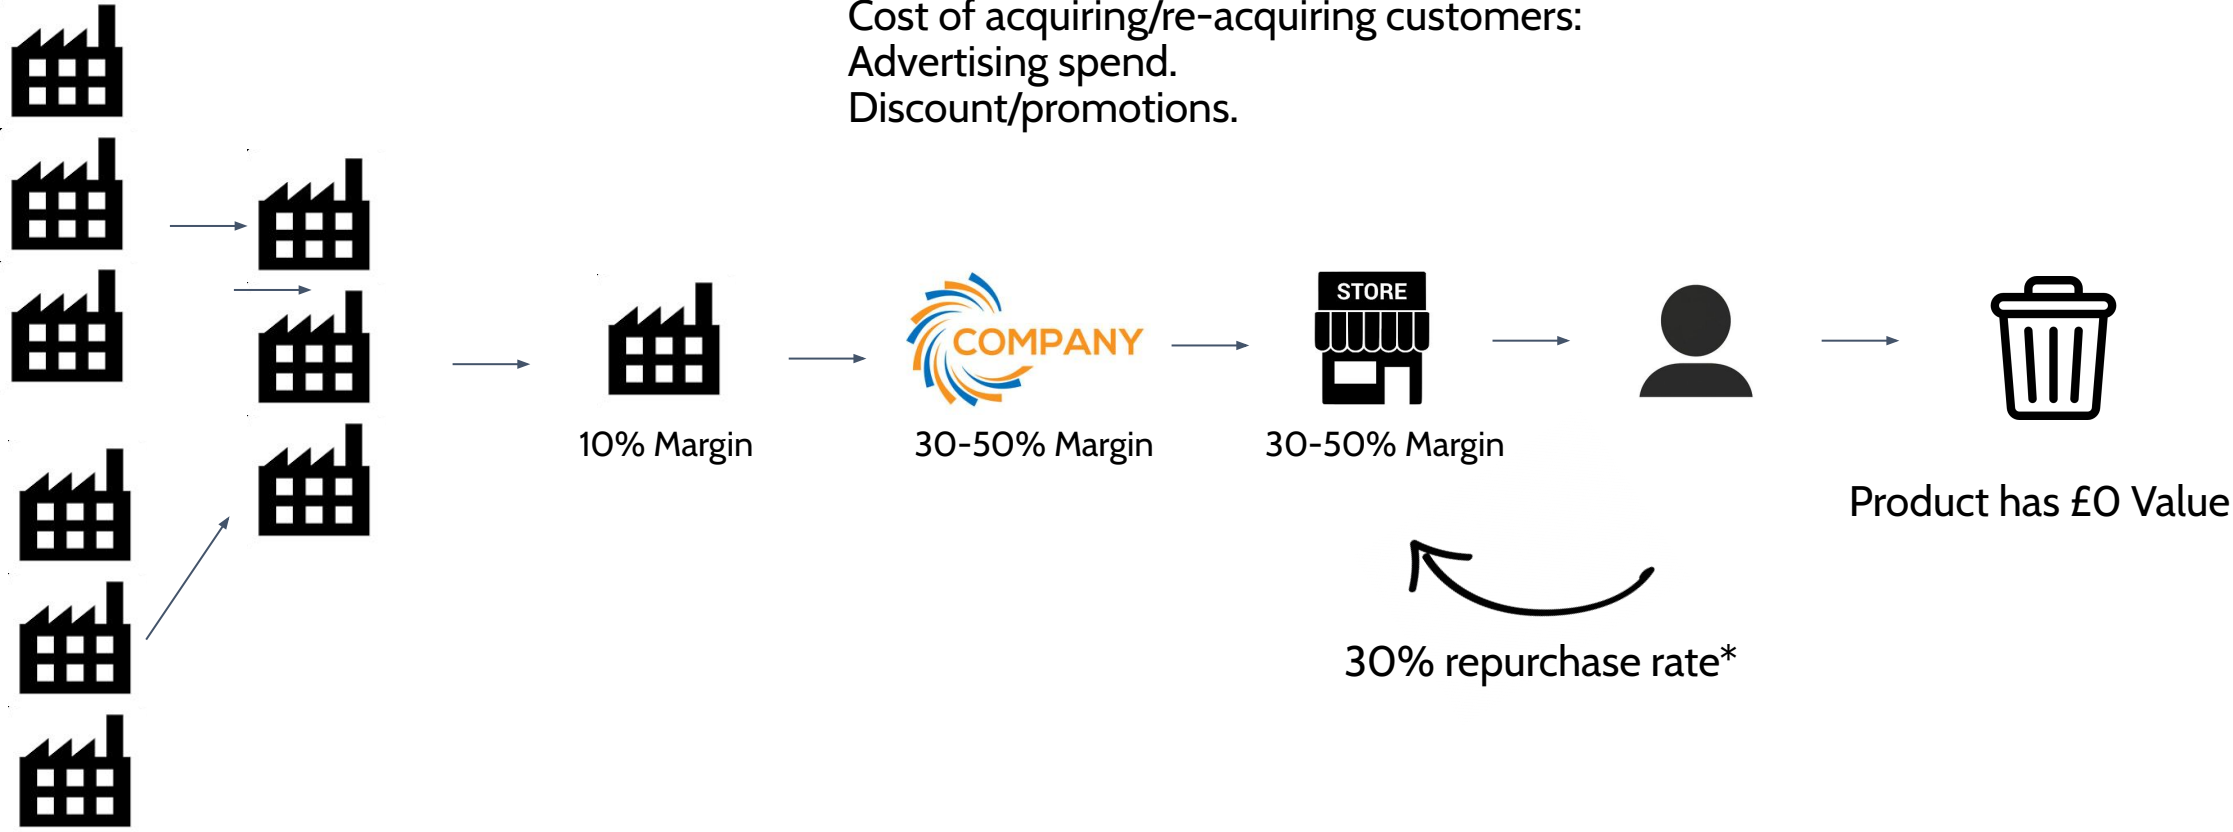 Cost of acquiring/re-acquiring customers:
Advertising spend.
Discount/promotions.
STORE
COMPANY
10% Margin
30-50% Margin
30-50% Margin
Product has £0 Value
30% repurchase rate*